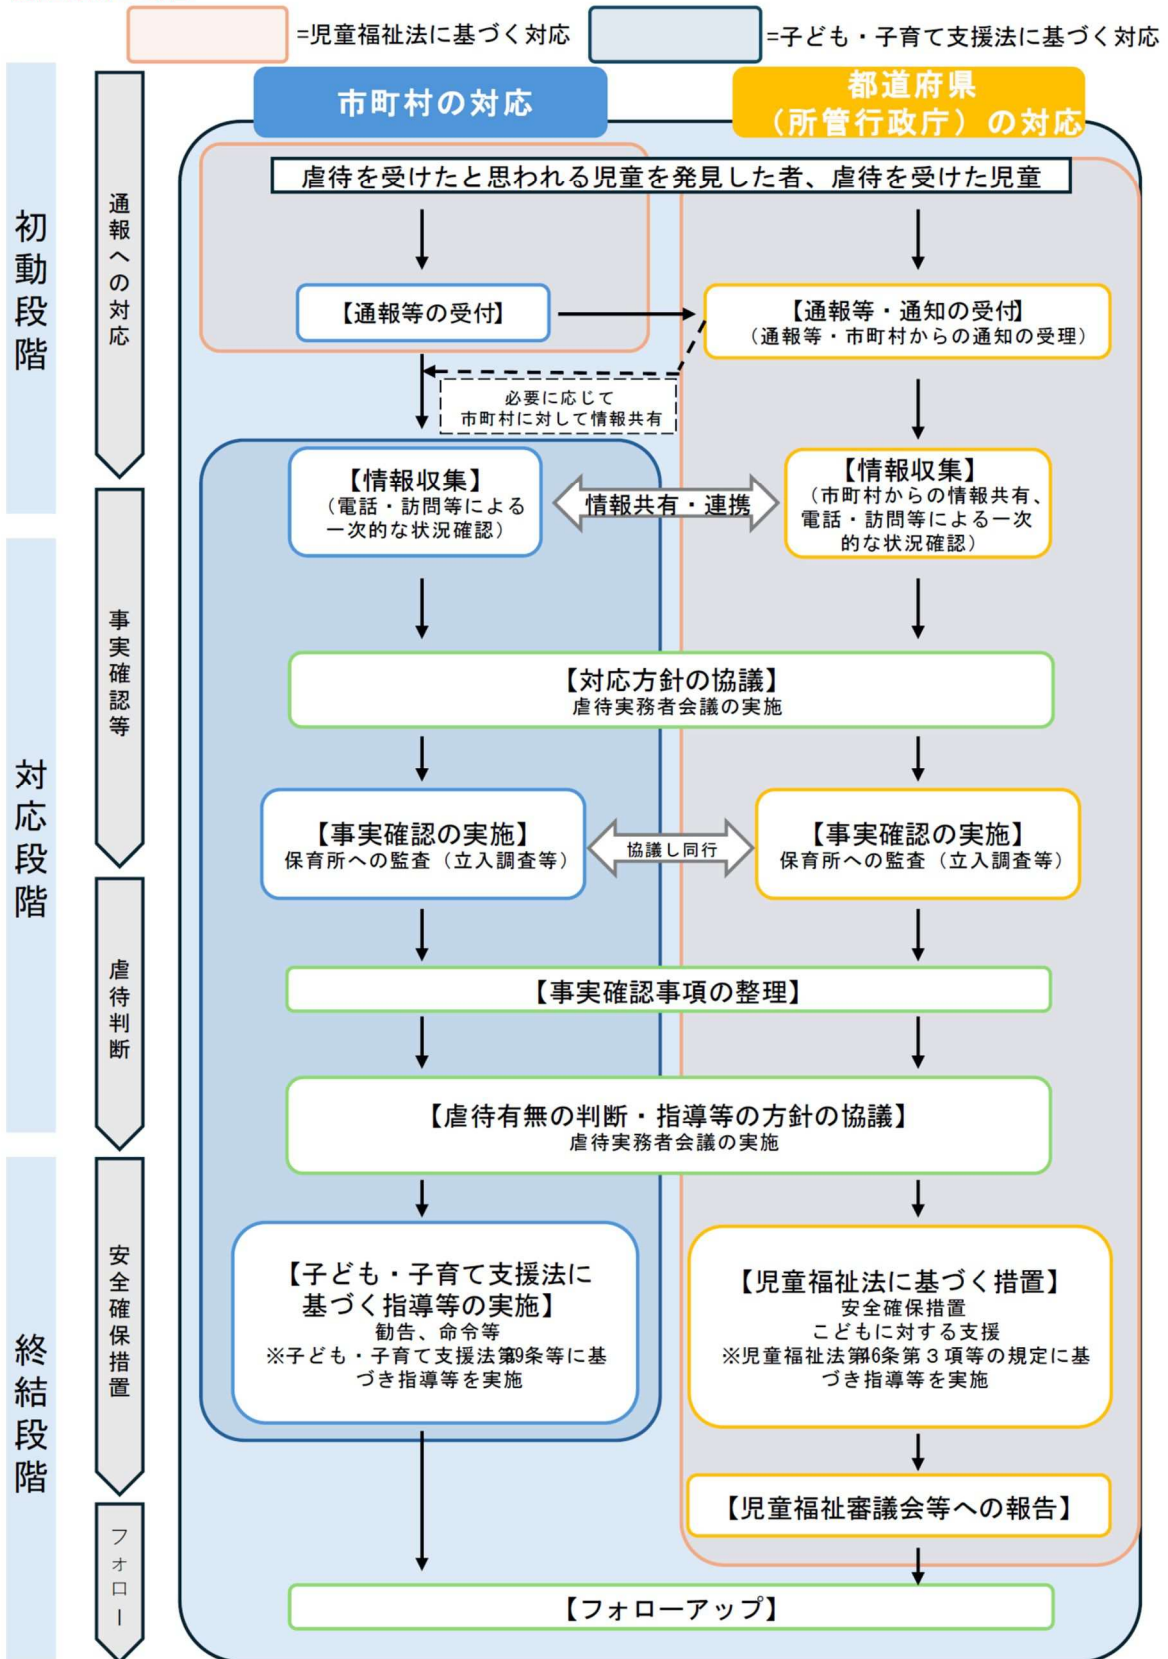 =児童福祉法に基づく対応
=子ども・子育て支援法に基づく対応
市町村の対応
都道府県
（所管行政庁）の対応
初動段階
通報への対応
虐待を受けたと思われる児童を発見した者、虐待を受けた児童
【通報等の受付】
【通報等・通知の受付】
（通報等・市町村からの通知の受理）
必要に応じて
市町村に対して情報共有
【情報収集】
（電話・訪問等による
一次的な状況確認）
情報共有・連携
【情報収集】
（市町村からの情報共有、
電話・訪問等による一次
的な状況確認）
対応段階
事実確認等
【対応方針の協議】
虐待実務者会議の実施
【事実確認の実施】
保育所への監査（立入調査等）
協議し同行
【事実確認の実施】
保育所への監査（立入調査等）
虐待判断
【事実確認事項の整理】
【虐待有無の判断・指導等の方針の協議】
虐待実務者会議の実施
終結段階
安全確保措置
【子ども・子育て支援法に
基づく指導等の実施】
勧告、命令等
※子ども・子育て支援法第39条等に基
づき指導等を実施
【児童福祉法に基づく措置】
安全確保措置
こどもに対する支援
※児童福祉法第46条第３項等の規定に基
づき指導等を実施
【児童福祉審議会等への報告】
フォロー
【フォローアップ】